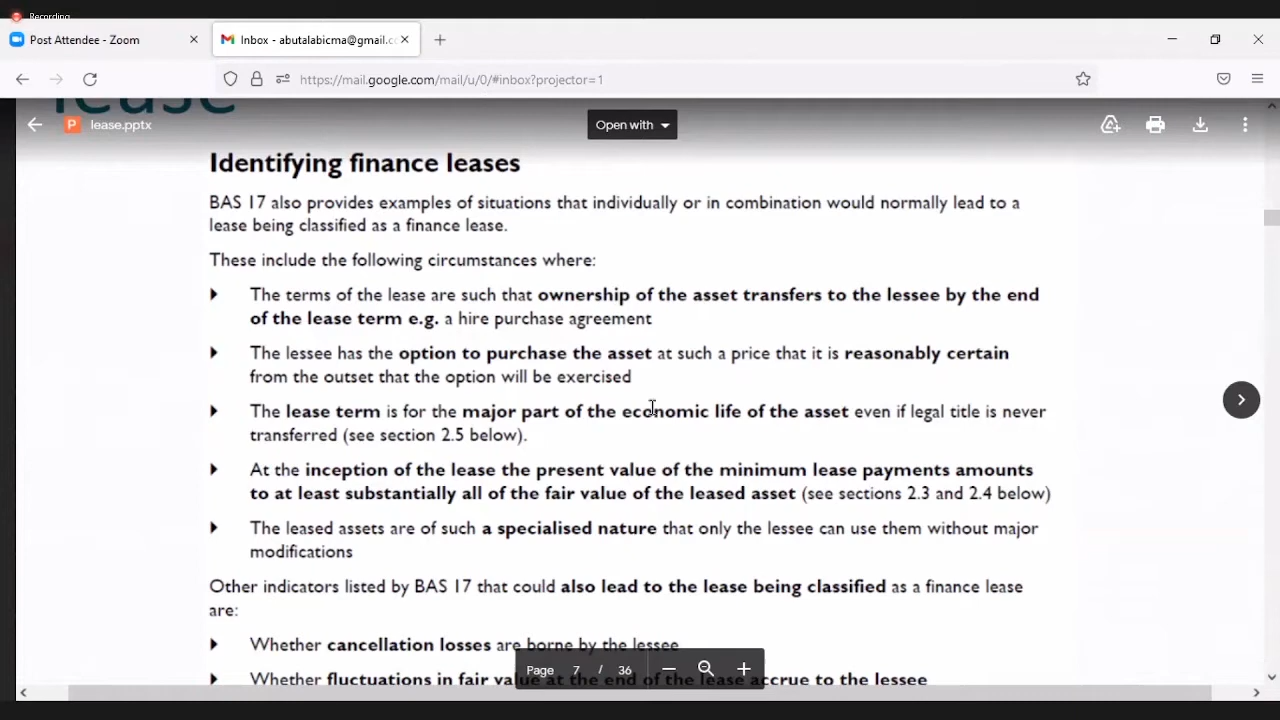 Recording
Post Attendee - Zoom
Inbox - abutalabicma@gmail.cc
https://mail.google.com/mail/u/0/#inbox?projector=1
lease
lease.pptx
Open with
Identifying finance leases
BAS 17 also provides examples of situations that individually or in combination would normally lead to a
lease being classified as a finance lease.
These include the following circumstances where:
The terms of the lease are such that ownership of the asset transfers to the lessee by the end
of the lease term e.g. a hire purchase agreement
The lessee has the option to purchase the asset at such a price that it is reasonably certain
from the outset that the option will be exercised
The lease term is for the major part of the economic life of the asset even if legal title is never
transferred (see section 2.5 below).
At the inception of the lease the present value of the minimum lease payments amounts
to at least substantially all of the fair value of the leased asset (see sections 2.3 and 2.4 below)
The leased assets are of such a specialised nature that only the lessee can use them without major
modifications
Other indicators listed by BAS 17 that could also lead to the lease being classified as a finance lease
are:
Whether cancellation losses are borne by the lessee
Whether fluctuations in fair value at the end of the lease accrue to the lessee
Page 7 / 36